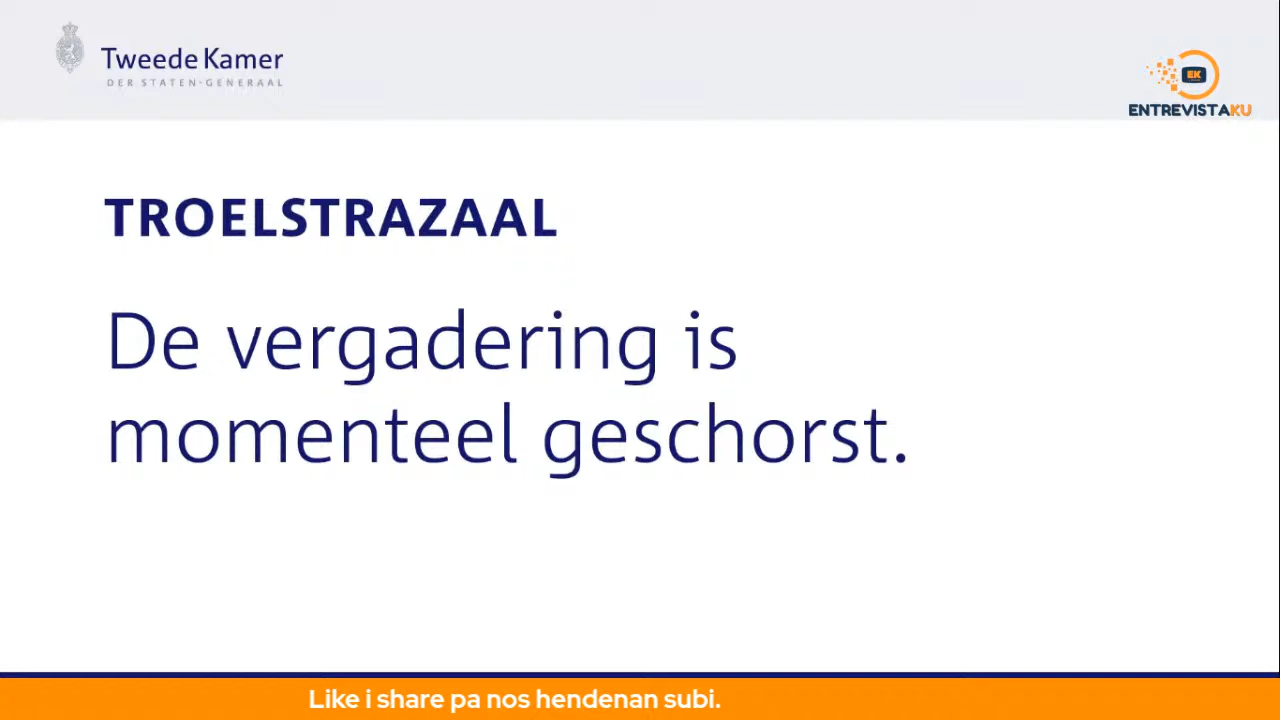 Tweede Kamer
DER STATEN-GENERAAL
EK
ENTREVISTAKU
TROELSTRAZAAL
De vergadering is
momenteel geschorst.
Like i share pa nos hendenan subi.